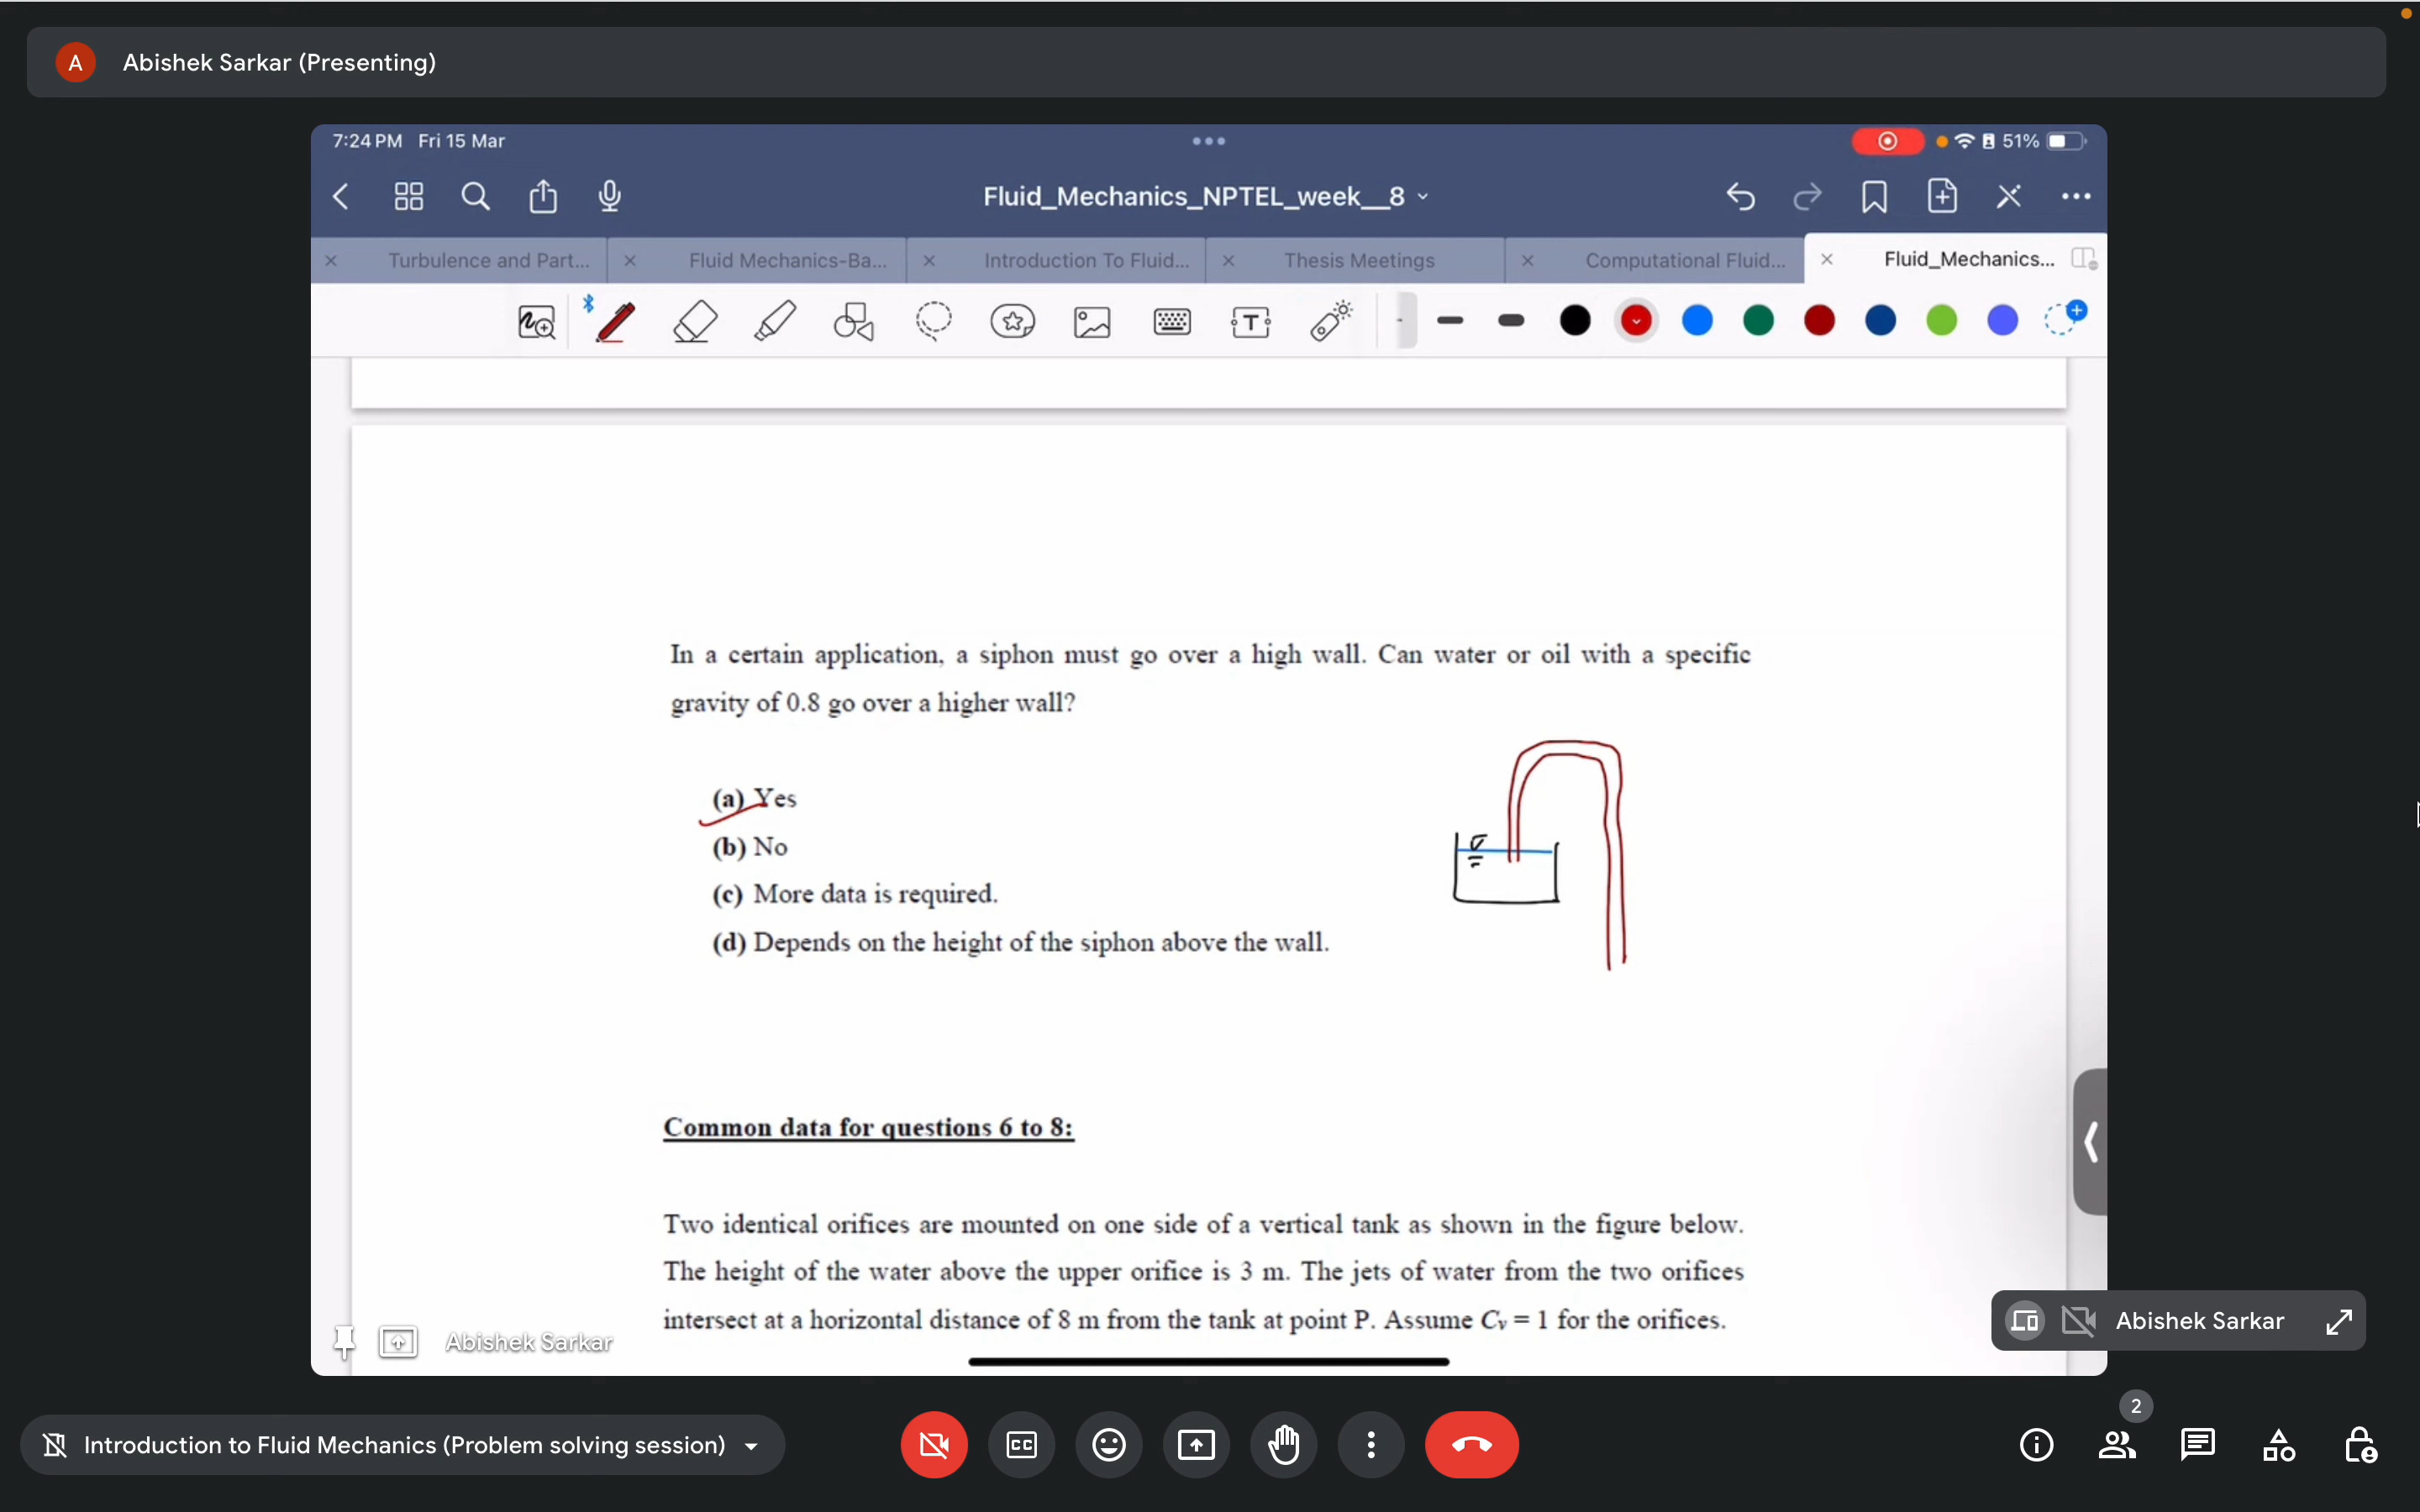 A Abishek Sarkar (Presenting)
7:24 PM Fri 15 Mar
51%
Fluid_Mechanics_NPTEL_week__8
Turbulence and Part...
Fluid Mechanics-Ba...
Introduction To Fluid...
Thesis Meetings
Computational Fluid...
Fluid_Mechanics...
In a certain application, a siphon must go over a high wall. Can water or oil with a specific
gravity of 0.8 go over a higher wall?
(a) Yes
(b) No
(c) More data is required.
(d) Depends on the height of the siphon above the wall.
Common data for questions 6 to 8:
Two identical orifices are mounted on one side of a vertical tank as shown in the figure below.
The height of the water above the upper orifice is 3 m. The jets of water from the two orifices
intersect at a horizontal distance of 8 m from the tank at point P. Assume Cv = 1 for the orifices.
Abishek Sarkar
Abishek Sarkar
Introduction to Fluid Mechanics (Problem solving session)
CC
2